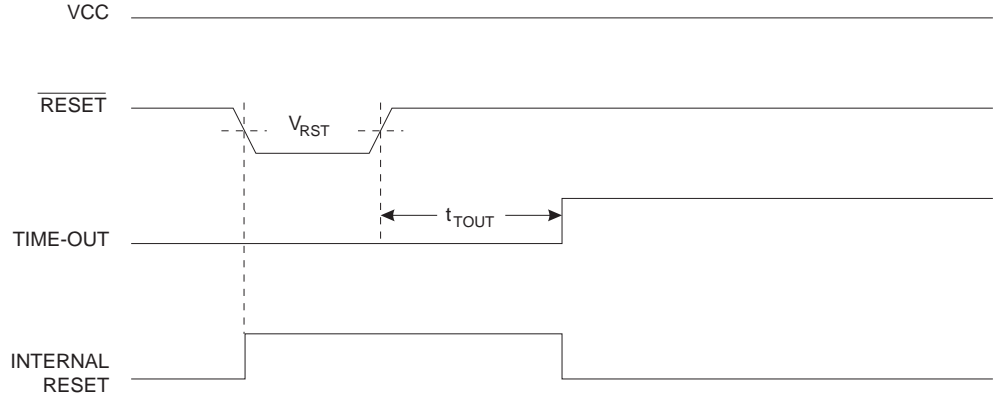 VCC
RESET
VRST
tTOUT
TIME-OUT
INTERNAL
RESET